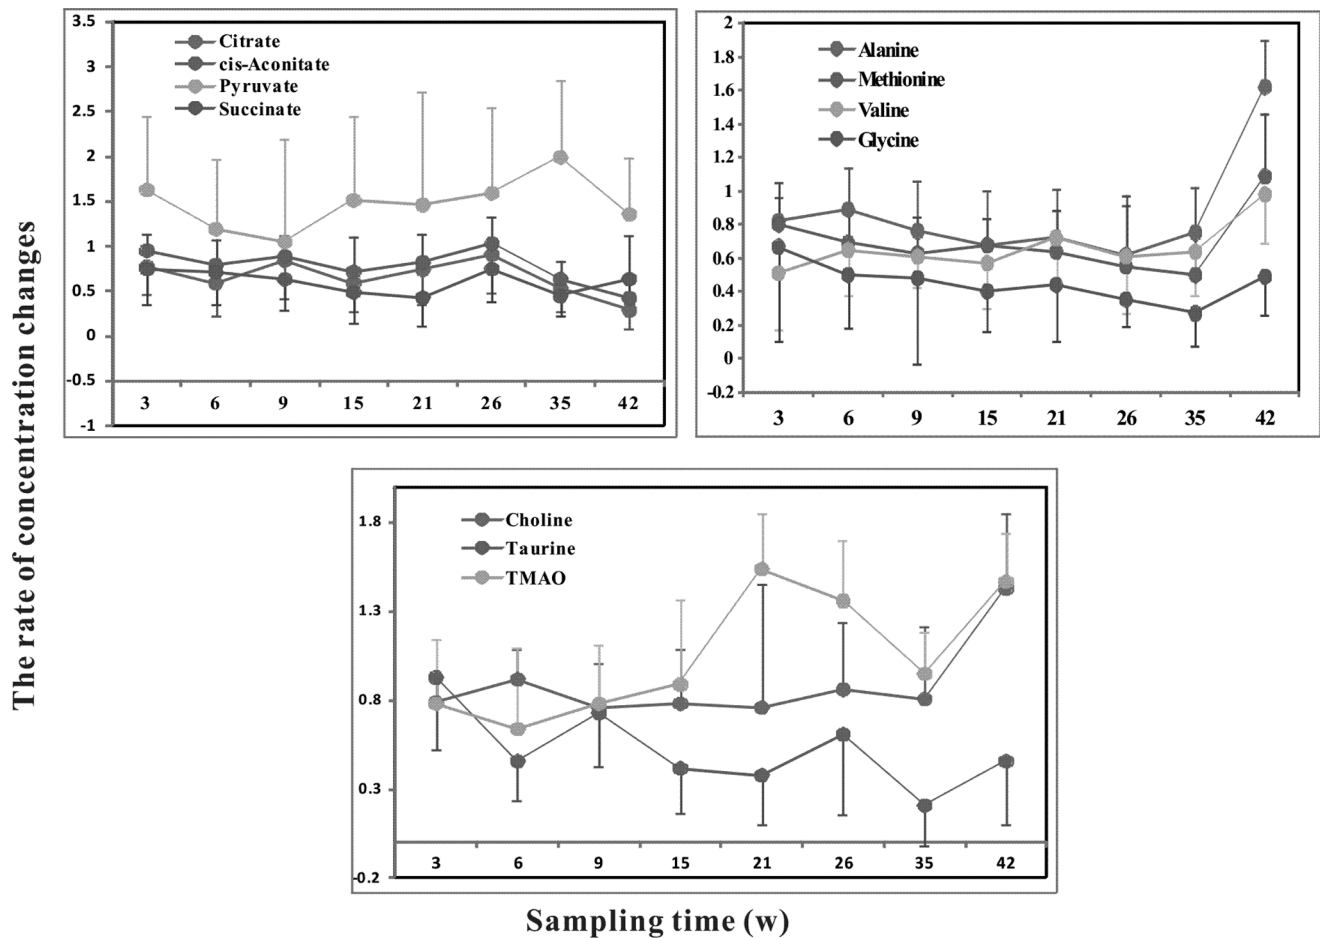 The rate of concentration changes
3.5
3
2.5
2
1.5
1
0.5
0
-0.5
-1
Citrate
cis-Aconitate
Pyruvate
Succinate
3 6 9 15 21 26 35 42
2
1.8
1.6
1.4
1.2
1
0.8
0.6
0.4
0.2
0
-0.2
Alanine
Methionine
Valine
Glycine
3 6 9 15 21 26 35 42
1.8
1.3
0.8
0.3
-0.2
Choline
Taurine
TMAO
3 6 9 15 21 26 35 42
Sampling time (w)